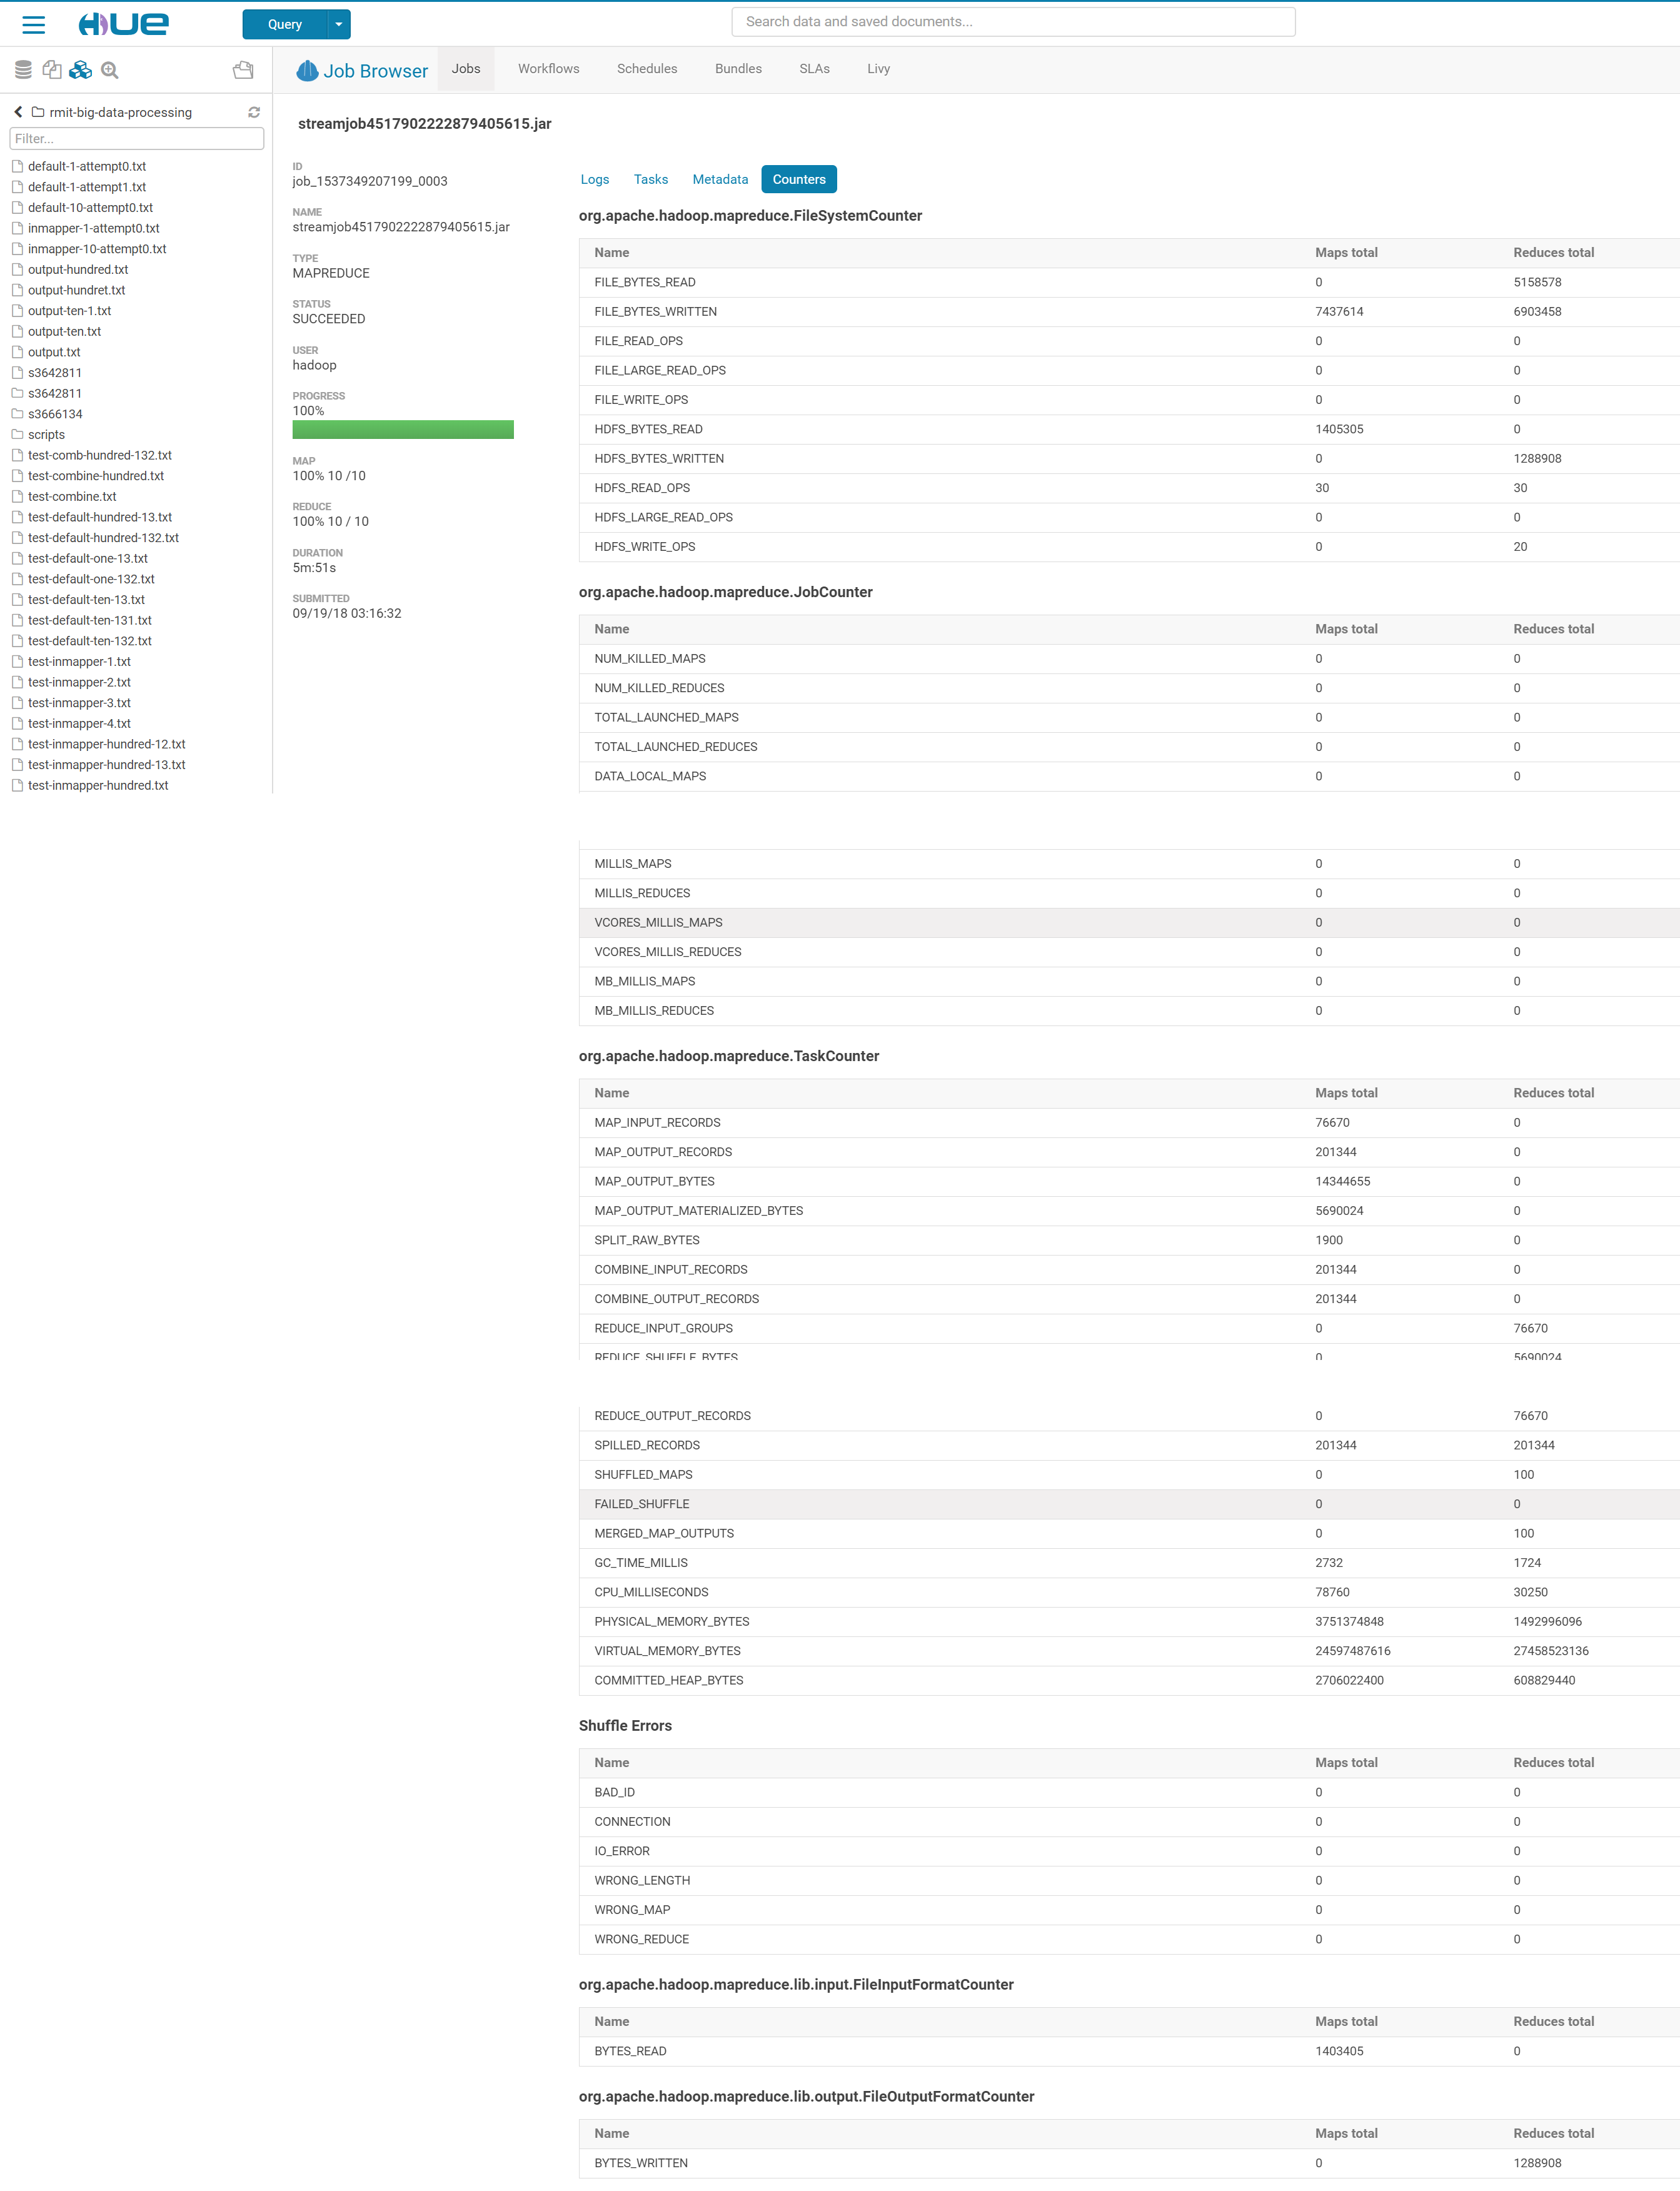 HUE
Query
Search data and saved documents...
Job Browser Jobs Workflows Schedules Bundles SLAs Livy
rmit-big-data-processing
Filter...
default-1-attempt0.txt
default-1-attempt1.txt
default-10-attempt0.txt
inmapper-1-attempt0.txt
inmapper-10-attempt0.txt
output-hundred.txt
output-hundret.txt
output-ten-1.txt
output-ten.txt
output.txt
s3642811
s3642811
s3666134
scripts
test-comb-hundred-132.txt
test-combine-hundred.txt
test-combine.txt
test-default-hundred-13.txt
test-default-hundred-132.txt
test-default-one-13.txt
test-default-one-132.txt
test-default-ten-13.txt
test-default-ten-131.txt
test-default-ten-132.txt
test-inmapper-1.txt
test-inmapper-2.txt
test-inmapper-3.txt
test-inmapper-4.txt
test-inmapper-hundred-12.txt
test-inmapper-hundred-13.txt
test-inmapper-hundred.txt
streamjob4517902222879405615.jar
ID
job_1537349207199_0003
NAME
streamjob4517902222879405615.jar
TYPE
MAPREDUCE
STATUS
SUCCEEDED
USER
hadoop
PROGRESS
100%
MAP
100% 10 /10
REDUCE
100% 10 / 10
DURATION
5m:51s
SUBMITTED
09/19/18 03:16:32
Logs Tasks Metadata Counters
org.apache.hadoop.mapreduce.FileSystemCounter
Name Maps total Reduces total
FILE_BYTES_READ 0 5158578
FILE_BYTES_WRITTEN 7437614 6903458
FILE_READ_OPS 0 0
FILE_LARGE_READ_OPS 0 0
FILE_WRITE_OPS 0 0
HDFS_BYTES_READ 1405305 0
HDFS_BYTES_WRITTEN 0 1288908
HDFS_READ_OPS 30 30
HDFS_LARGE_READ_OPS 0 0
HDFS_WRITE_OPS 0 20
org.apache.hadoop.mapreduce.JobCounter
Name Maps total Reduces total
NUM_KILLED_MAPS 0 0
NUM_KILLED_REDUCES 0 0
TOTAL_LAUNCHED_MAPS 0 0
TOTAL_LAUNCHED_REDUCES 0 0
DATA_LOCAL_MAPS 0 0
MILLIS_MAPS 0 0
MILLIS_REDUCES 0 0
VCORES_MILLIS_MAPS 0 0
VCORES_MILLIS_REDUCES 0 0
MB_MILLIS_MAPS 0 0
MB_MILLIS_REDUCES 0 0
org.apache.hadoop.mapreduce.TaskCounter
Name Maps total Reduces total
MAP_INPUT_RECORDS 76670 0
MAP_OUTPUT_RECORDS 201344 0
MAP_OUTPUT_BYTES 14344655 0
MAP_OUTPUT_MATERIALIZED_BYTES 5690024 0
SPLIT_RAW_BYTES 1900 0
COMBINE_INPUT_RECORDS 201344 0
COMBINE_OUTPUT_RECORDS 201344 0
REDUCE_INPUT_GROUPS 0 76670
REDUCE_SHUFFLE_BYTES 0 5690024
REDUCE_OUTPUT_RECORDS 0 76670
SPILLED_RECORDS 201344 201344
SHUFFLED_MAPS 0 100
FAILED_SHUFFLE 0 0
MERGED_MAP_OUTPUTS 0 100
GC_TIME_MILLIS 2732 1724
CPU_MILLISECONDS 78760 30250
PHYSICAL_MEMORY_BYTES 3751374848 1492996096
VIRTUAL_MEMORY_BYTES 24597487616 27458523136
COMMITTED_HEAP_BYTES 2706022400 608829440
Shuffle Errors
Name Maps total Reduces total
BAD_ID 0 0
CONNECTION 0 0
IO_ERROR 0 0
WRONG_LENGTH 0 0
WRONG_MAP 0 0
WRONG_REDUCE 0 0
org.apache.hadoop.mapreduce.lib.input.FileInputFormatCounter
Name Maps total Reduces total
BYTES_READ 1403405 0
org.apache.hadoop.mapreduce.lib.output.FileOutputFormatCounter
Name Maps total Reduces total
BYTES_WRITTEN 0 1288908